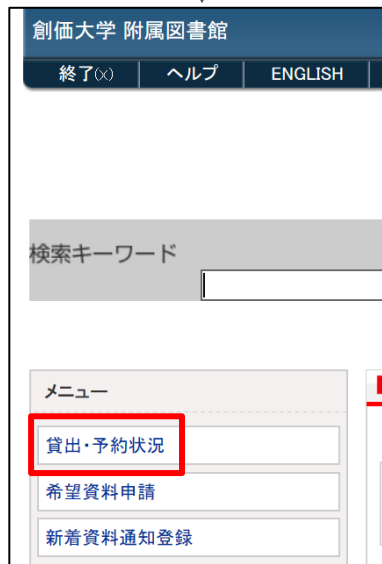 創価大学 附属図書館
終了(x) ヘルプ ENGLISH
検索キーワード
メニュー
貸出・予約状況
希望資料申請
新着資料通知登録